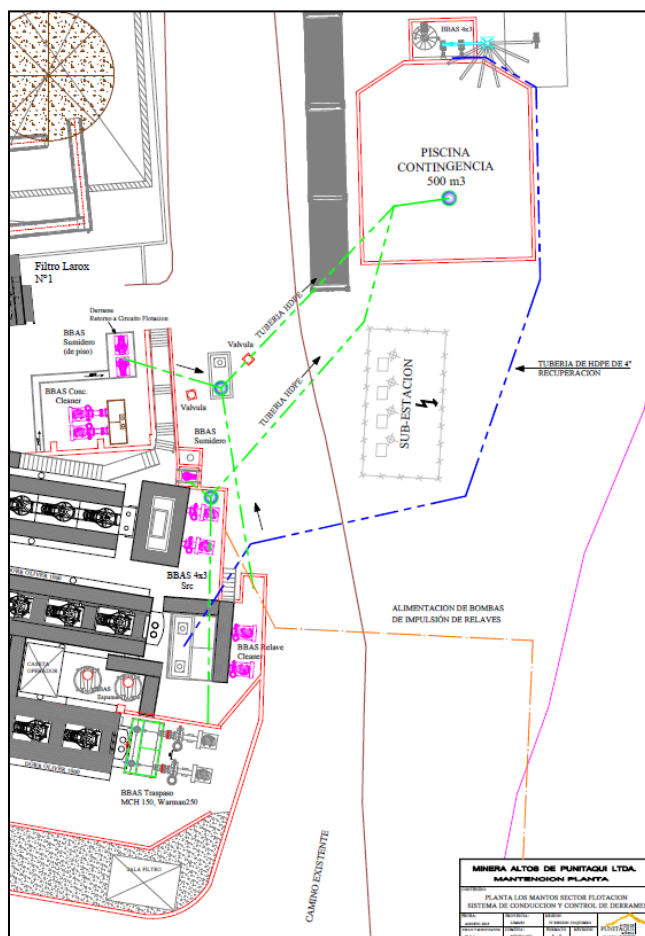 BBAS 4x3
PISCINA
CONTINGENCIA
500 m3
Filtro Larox
N°1
Derrame
Retorno a Circuito Flotacion
BBAS
Sumidero
(de piso)
TUBERIA HDPE
Valvula
TUBERIA HDPE
TUBERIA DE HDPE DE 4"
RECUPERACION
BBAS Conc.
Cleaner
Valvula
SUB-ESTACION
BBAS
Sumidero
BBAS 4x3
Src
ALIMENTACION DE BOMBAS
DE IMPULSIÓN DE RELAVES
BBAS Relave
Cleaner
CASETA
OPERADOR
BBAS
BBAS Traspaso
MCH 150, Warman250
SALA FILTRO
CAMINO EXISTENTE
MINERA ALTOS DE PUNITAQUI LTDA.
MANTENCION PLANTA
PLANTA LOS MANTOS SECTOR FLOTACION
SISTEMA DE CONDUCCION Y CONTROL DE DERRAMES